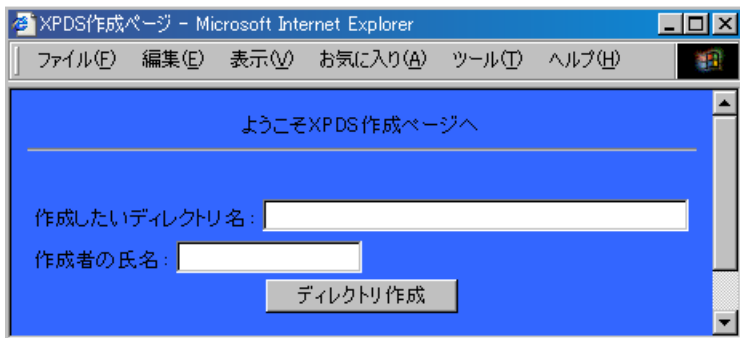 XPDS作成ページ - Microsoft Internet Explorer
ファイル(F) 編集(E) 表示(V) お気に入り(A) ツール(T) ヘルプ(H)
ようこそXPDS作成ページへ
作成したいディレクトリ名:
作成者の氏名:
ディレクトリ作成